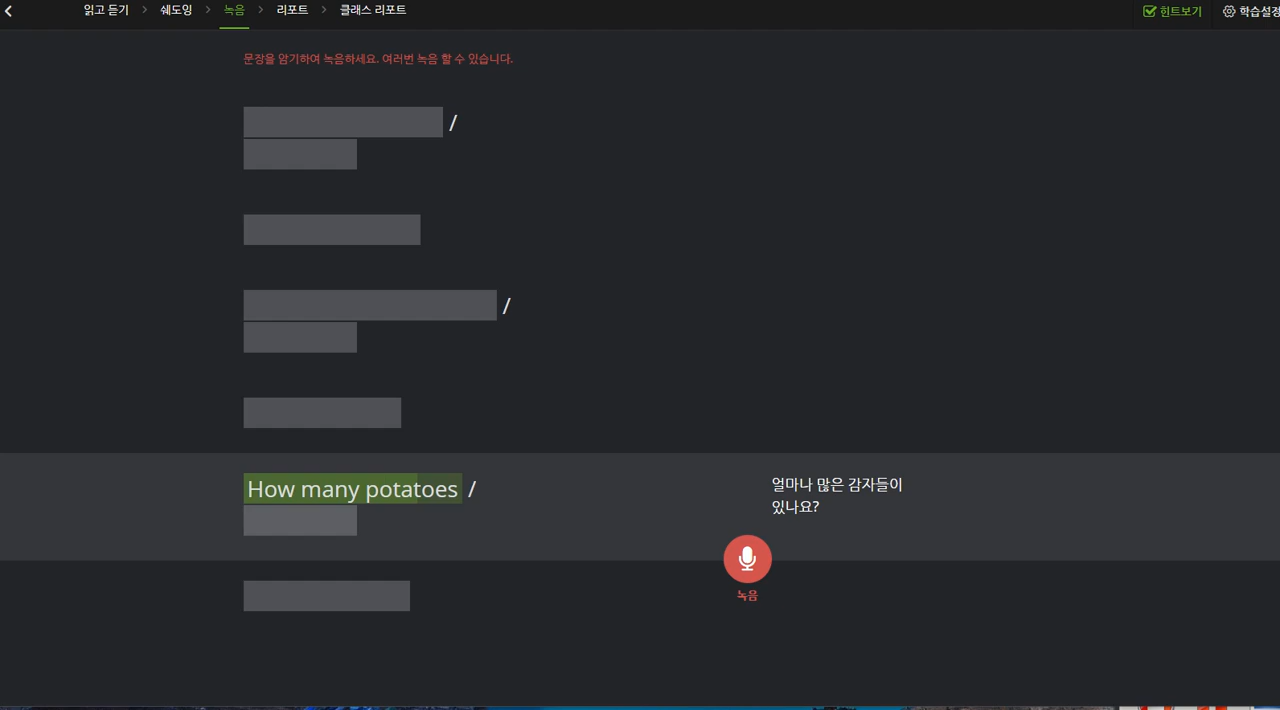 읽고 듣기 > 쉐도잉 > 녹음 > 리포트 > 클래스 리포트
힌트보기
학습설정
문장을 암기하여 녹음하세요. 여러번 녹음 할 수 있습니다.
/
/
How many potatoes /
얼마나 많은 감자들이
있나요?
녹음